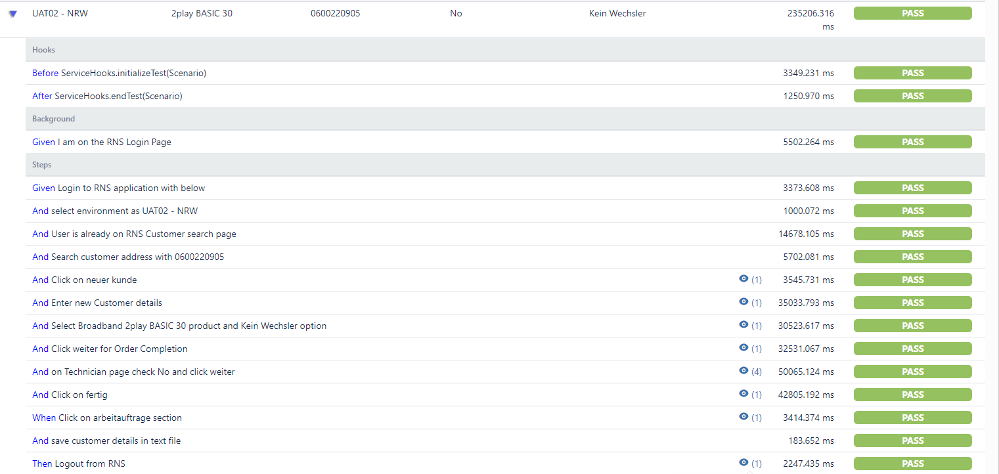 UAT02 - NRW 2play BASIC 30 0600220905 No Kein Wechsler 235206.316 PASS
ms
Hooks
Before ServiceHooks.initializeTest(Scenario) 3349.231 ms PASS
After ServiceHooks.endTest(Scenario) 1250.970 ms PASS
Background
Given I am on the RNS Login Page 5502.264 ms PASS
Steps
Given Login to RNS application with below 3373.608 ms PASS
And select environment as UAT02 - NRW 1000.072 ms PASS
And User is already on RNS Customer search page 14678.105 ms PASS
And Search customer address with 0600220905 5702.081 ms PASS
And Click on neuer kunde (1) 3545.731 ms PASS
And Enter new Customer details (1) 35033.793 ms PASS
And Select Broadband 2play BASIC 30 product and Kein Wechsler option (1) 30523.617 ms PASS
And Click weiter for Order Completion (1) 32531.067 ms PASS
And on Technician page check No and click weiter (4) 50065.124 ms PASS
And Click on fertig (1) 42805.192 ms PASS
When Click on arbeitauftrage section (1) 3414.374 ms PASS
And save customer details in text file 183.652 ms PASS
Then Logout from RNS (1) 2247.435 ms PASS